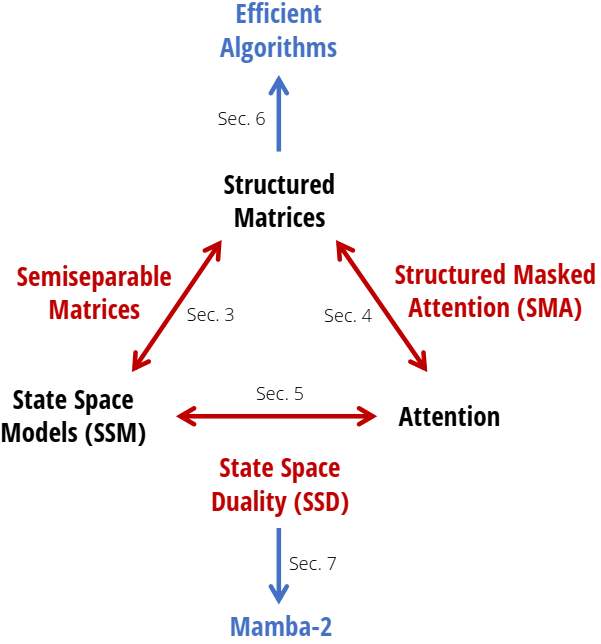 Efficient
Algorithms
Sec. 6
Structured
Matrices
Semiseparable
Matrices
Sec. 3
Structured Masked
Attention (SMA)
Sec. 4
State Space
Models (SSM)
Sec. 5
Attention
State Space
Duality (SSD)
Sec. 7
Mamba-2